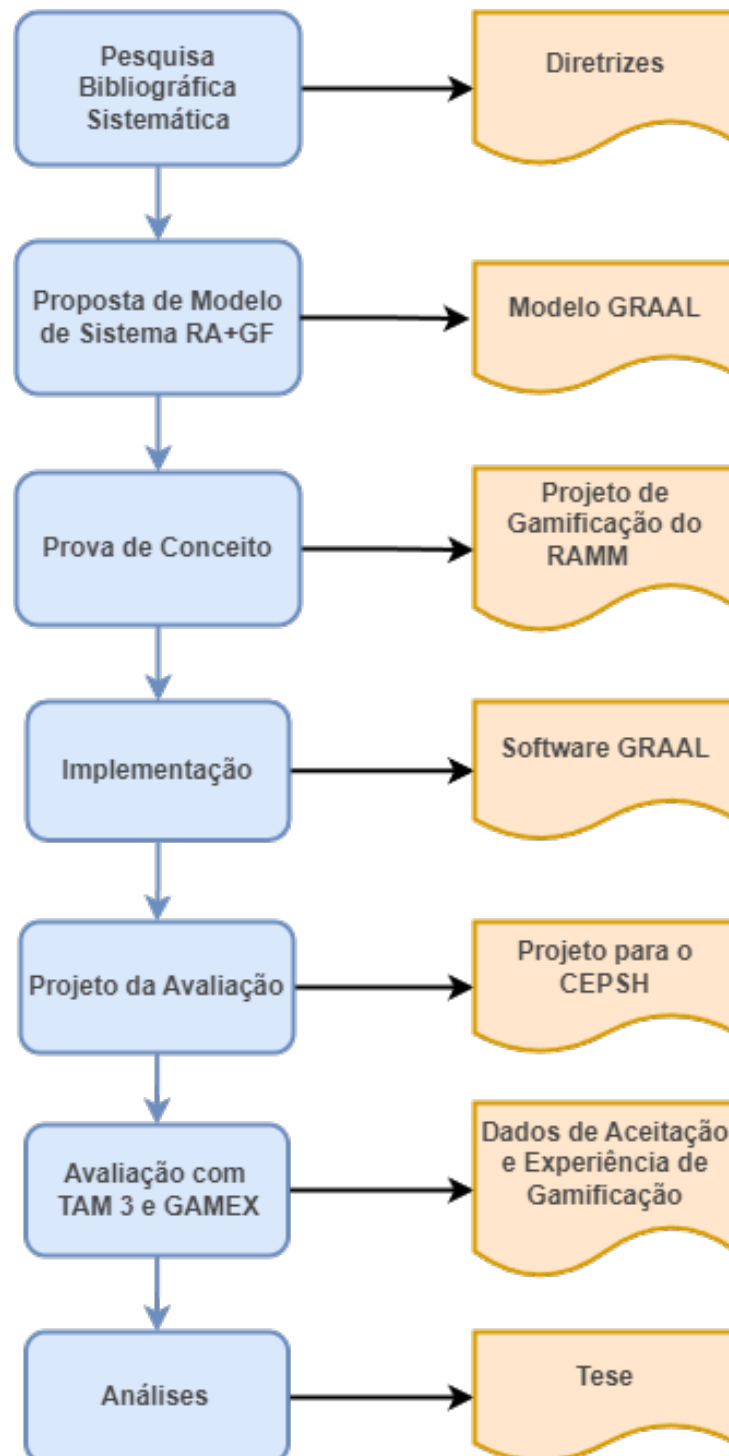 Pesquisa
Bibliográfica
Sistemática
Diretrizes
Proposta de Modelo
de Sistema RA+GF
Modelo GRAAL
Prova de Conceito
Projeto de
Gamificação do
RAMM
Implementação
Software GRAAL
Projeto da Avaliação
Projeto para o
CEPSH
Avaliação com
TAM 3 e GAMEX
Dados de Aceitação
e Experiência de
Gamificação
Análises
Tese